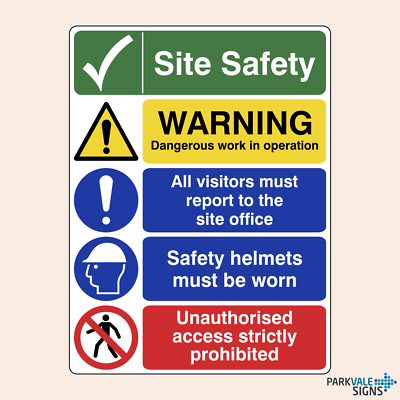 Site Safety
WARNING
Dangerous work in operation
All visitors must
report to the
site office
Safety helmets
must be worn
Unauthorised
access strictly
prohibited
PARKVALE
SIGNS